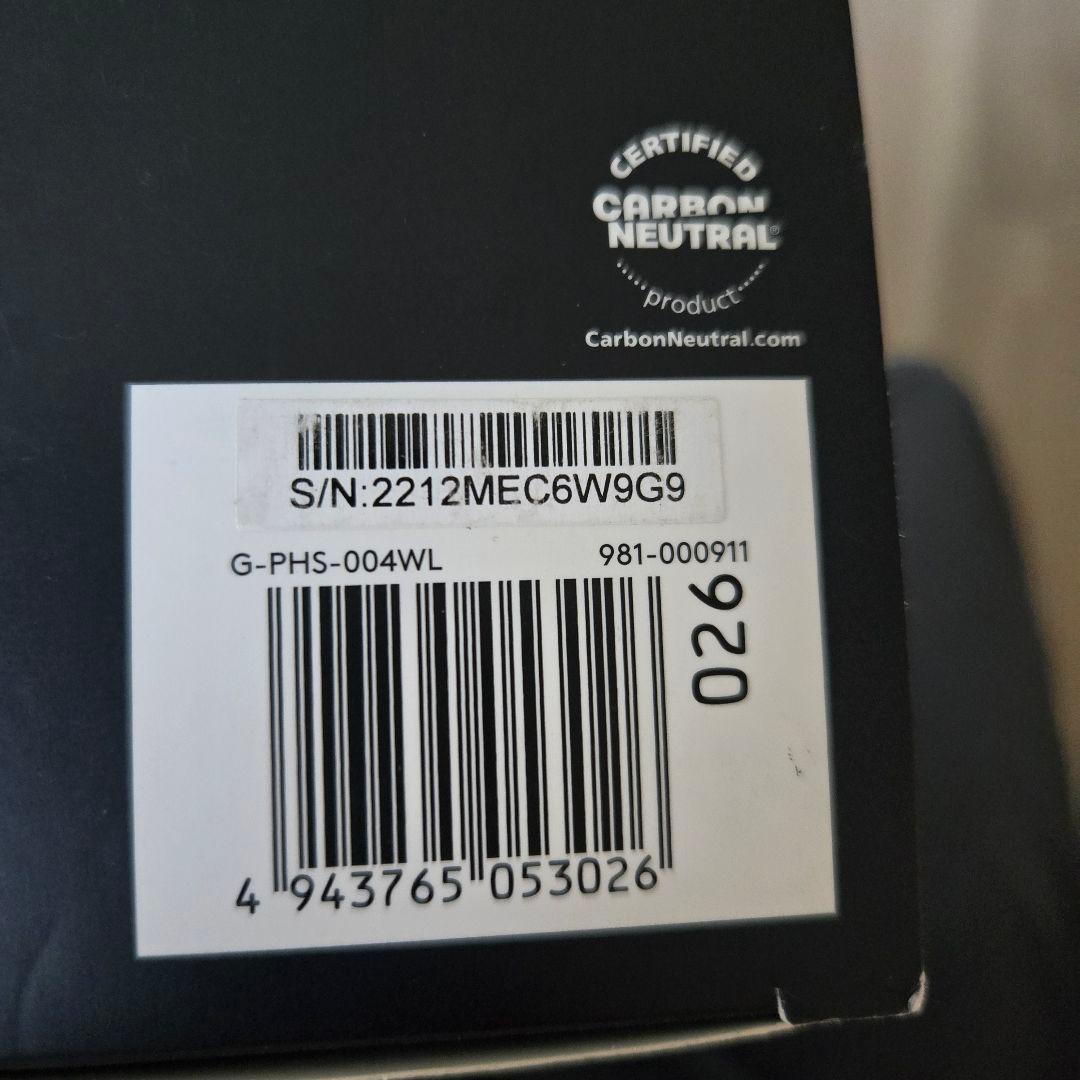 CERTIFIED
CARBON
NEUTRAL®
product
CarbonNeutral.com
S/N:2212MEC6W9G9
G-PHS-004WL 981-000911
026
4 943765 053026